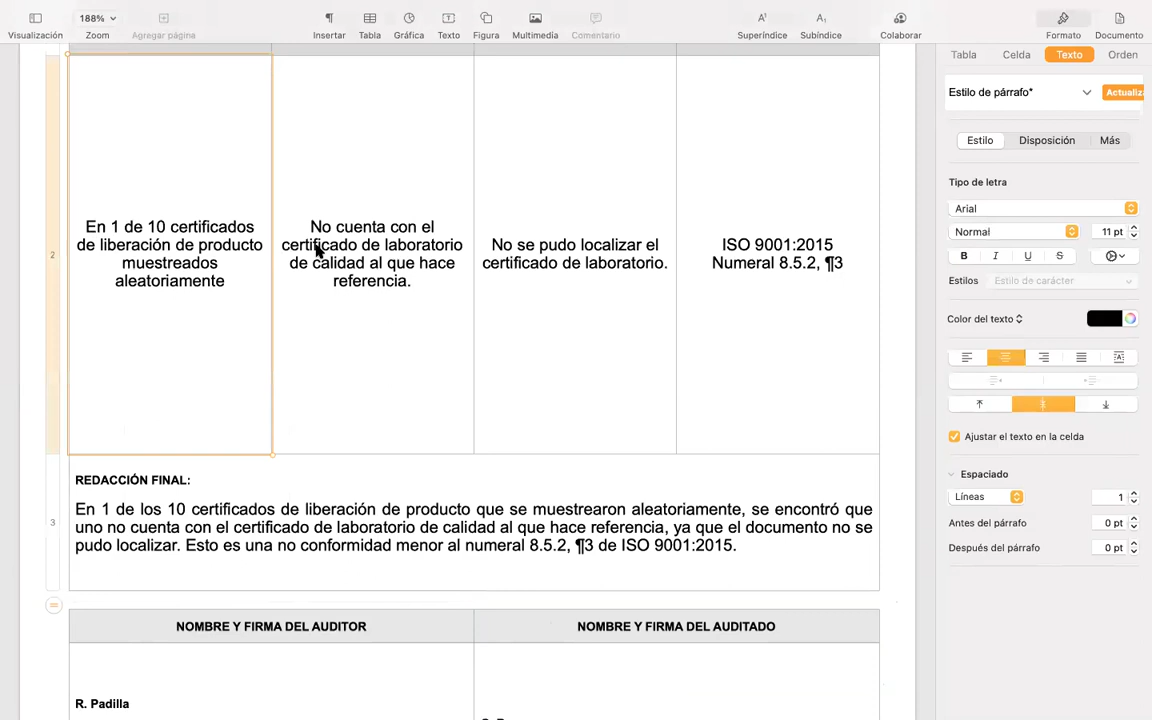 188%
Visualización Zoom Agregar página Insertar Tabla Gráfica Texto Figura Multimedia Comentario Superíndice Subíndice Colaborar Formato Documento
Tabla Celda Texto Orden
Estilo de párrafo* Actualiz
Estilo Disposición Más
Tipo de letra
Arial
Normal 11 pt
B I U S
Estilos Estilo de carácter
Color del texto
Ajustar el texto en la celda
Espaciado
Líneas 1
Antes del párrafo 0 pt
Después del párrafo 0 pt
2
En 1 de 10 certificados
de liberación de producto
muestreados
aleatoriamente
No cuenta con el
certificado de laboratorio
de calidad al que hace
referencia.
No se pudo localizar el
certificado de laboratorio.
ISO 9001:2015
Numeral 8.5.2, ¶3
3
REDACCIÓN FINAL:
En 1 de los 10 certificados de liberación de producto que se muestrearon aleatoriamente, se encontró que
uno no cuenta con el certificado de laboratorio de calidad al que hace referencia, ya que el documento no se
pudo localizar. Esto es una no conformidad menor al numeral 8.5.2, ¶3 de ISO 9001:2015.
NOMBRE Y FIRMA DEL AUDITOR NOMBRE Y FIRMA DEL AUDITADO
R. Padilla